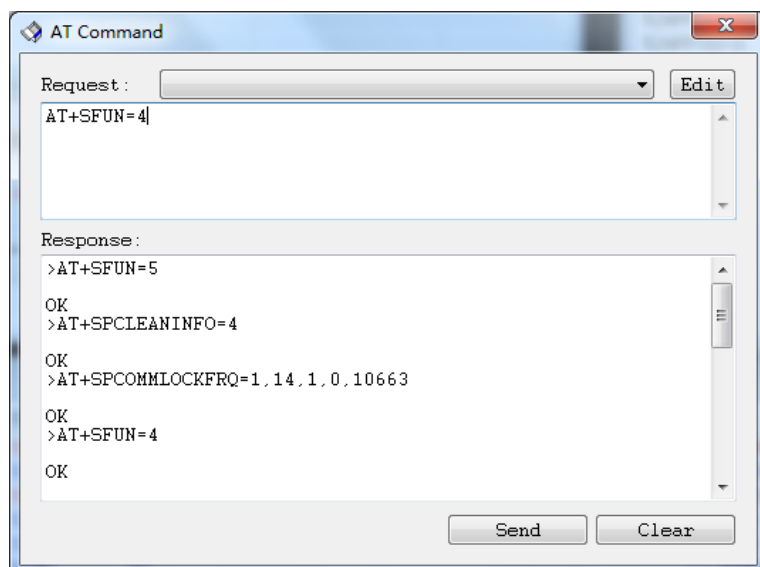 AT Command
Request: Edit
AT+SFUN=4
Response:
>AT+SFUN=5
OK
>AT+SPCLEANINFO=4
OK
>AT+SPCOMMLOCKFRQ=1,14,1,0,10663
OK
>AT+SFUN=4
OK
Send Clear